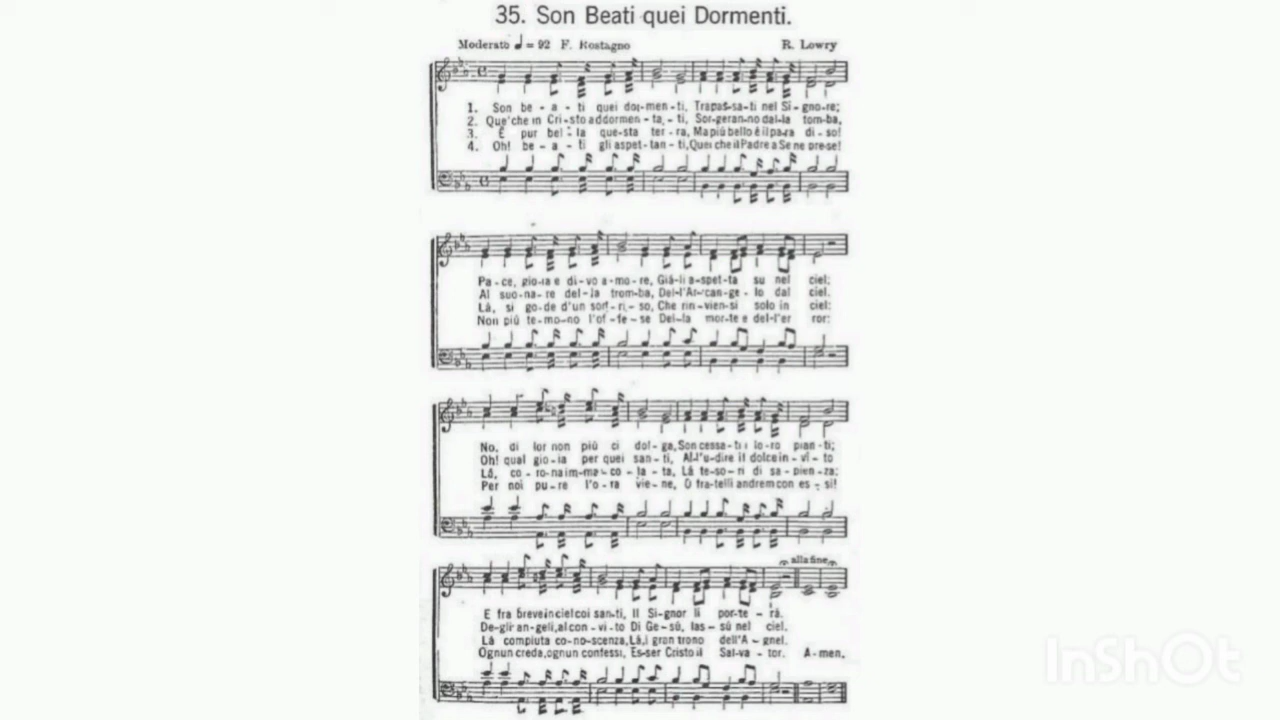 35. Son Beati quei Dormenti.
Moderato ♩ = 92 F. Rostagno R. Lowry
1. Son be - a - ti quei dor-men-ti, Trapas-sa-ti nel Si-gno-re;
2. Que'che in Cri-sto addormen-ta-ti, Sor-geran-no dal-la tom-ba,
3. È pur bel-la que-sta ter-ra, Ma più bello è il para di-so!
4. Oh! be - a - ti gli aspet-tan-ti, Quei che il Padre a Se ne prese!
Pa-ce, gio-ia e di-vo a-mo-re, Già li a-spet-ta su nel ciel;
Al suo-na-re del-la trom-ba, Del-l'Ar-can-ge-lo dal ciel.
Là, si go-de d'un sor-ri-so, Che rin-vien-si solo in ciel:
Non più te-mo-no l'of-fe-se Del-la mor-te e del-l'er ror:
No, di lor non più ci dol-ga, Son cessa-ti i lo-ro pian-ti;
Oh! qual gio-ia per quei san-ti, Al-l'u-dire il dolce in-vi-to
Là, co-ro-na im-ma-co-la-ta, Là te-so-ri di sa-pien-za;
Per noi pu-re l'o-ra vie-ne, O fra-telli andrem con es-si!
alla fine
E fra breve in ciel coi san-ti, Il Si-gnor li por-te-rà.
De-gli an-geli, al con-vi-to Di Ge-sù, las-sù nel ciel.
Là compiuta co-no-scenza, Là, i gran trono dell'A-gnel.
Ognun creda, ognun confessi, Es-ser Cristo il Sal-va-tor. A-men.
InShOt